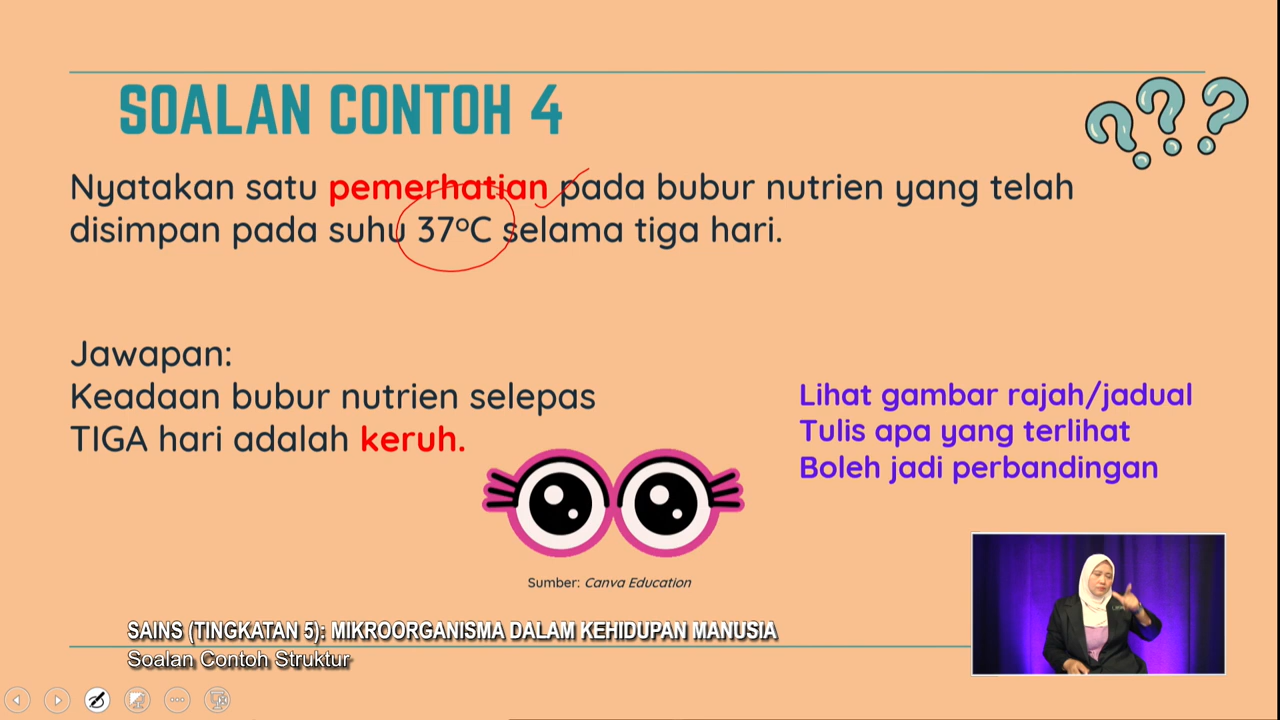 SOALAN CONTOH 4
Nyatakan satu pemerhatian pada bubur nutrien yang telah
disimpan pada suhu 37°C selama tiga hari.
Jawapan:
Keadaan bubur nutrien selepas
TIGA hari adalah keruh.
Lihat gambar rajah/jadual
Tulis apa yang terlihat
Boleh jadi perbandingan
Sumber: Canva Education
SAINS (TINGKATAN 5): MIKROORGANISMA DALAM KEHIDUPAN MANUSIA
Soalan Contoh Struktur